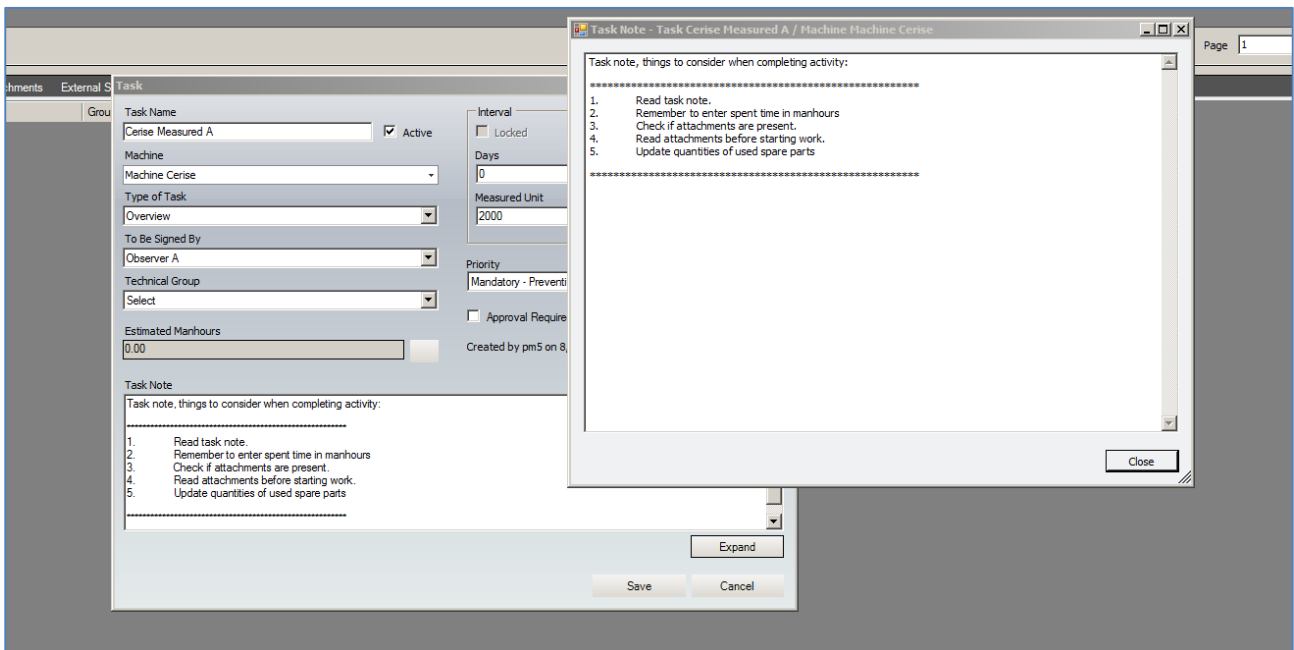 Task Note - Task Cerise Measured A / Machine Machine Cerise
Page 1
Task note, things to consider when completing activity:
********************************************************
1. Read task note.
2. Remember to enter spent time in manhours
3. Check if attachments are present.
4. Read attachments before starting work.
5. Update quantities of used spare parts
********************************************************
Close
chments External S
Grou
Task
Task Name
Cerise Measured A
Active
Machine
Machine Cerise
Type of Task
Overview
To Be Signed By
Observer A
Technical Group
Select
Estimated Manhours
0.00
Interval
Locked
Days
0
Measured Unit
2000
Priority
Mandatory - Preventi
Approval Require
Created by pm5 on 8,
Task Note
Task note, things to consider when completing activity:
********************************************************
1. Read task note.
2. Remember to enter spent time in manhours
3. Check if attachments are present.
4. Read attachments before starting work.
5. Update quantities of used spare parts
********************************************************
Expand
Save Cancel